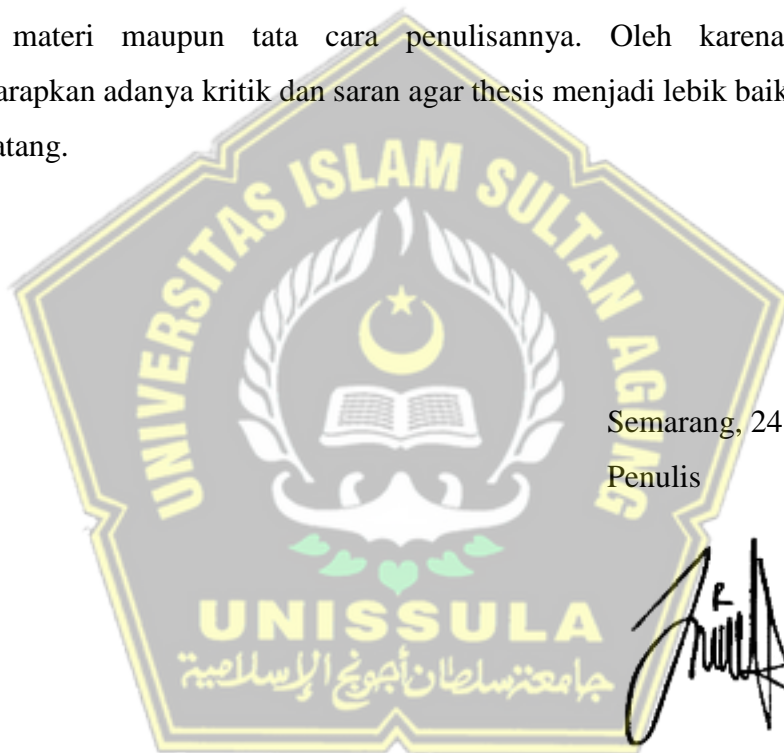 materi maupun tata cara penulisannya. Oleh karena
arapkan adanya kritik dan saran agar thesis menjadi lebik baik
atang.
UNIVERSITAS ISLAM SULTAN AGUNG
Semarang, 24
Penulis
UNISSULA
جامعة سلطان أجونج الإسلامية